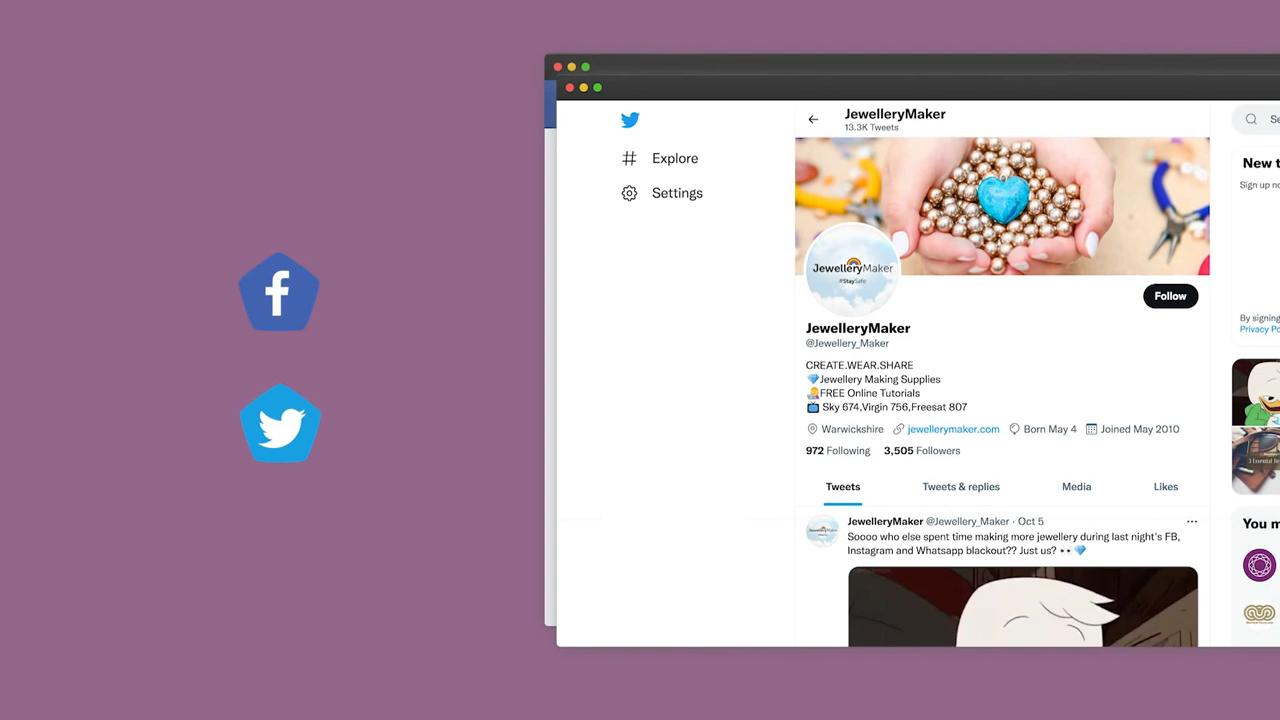 JewelleryMaker
13.3K Tweets
Explore
Settings
JewelleryMaker
#StaySafe
Follow
JewelleryMaker
@Jewellery_Maker
CREATE.WEAR.SHARE
Jewellery Making Supplies
FREE Online Tutorials
Sky 674,Virgin 756,Freesat 807
Warwickshire jewellerymaker.com Born May 4 Joined May 2010
972 Following 3,505 Followers
Tweets Tweets & replies Media Likes
JewelleryMaker @Jewellery_Maker · Oct 5
Soooo who else spent time making more jewellery during last night's FB,
Instagram and Whatsapp blackout?? Just us? 👀 💎
Se
New t
Sign up no
By signing
Privacy Po
3 Essential
You m